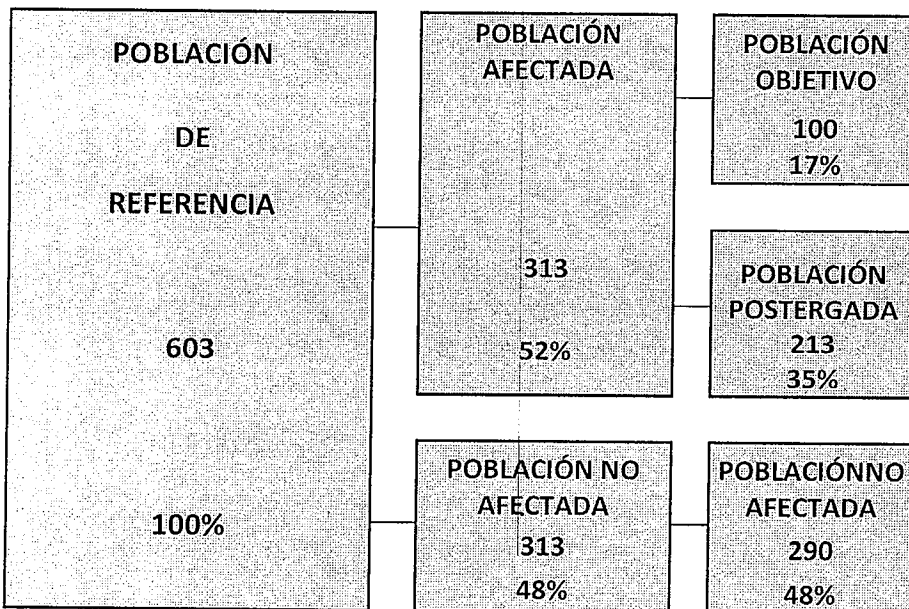 POBLACIÓN
DE
REFERENCIA
603
100%
POBLACIÓN
AFECTADA
313
52%
POBLACIÓN NO
AFECTADA
313
48%
POBLACIÓN
OBJETIVO
100
17%
POBLACIÓN
POSTERGADA
213
35%
POBLACIÓNNO
AFECTADA
290
48%